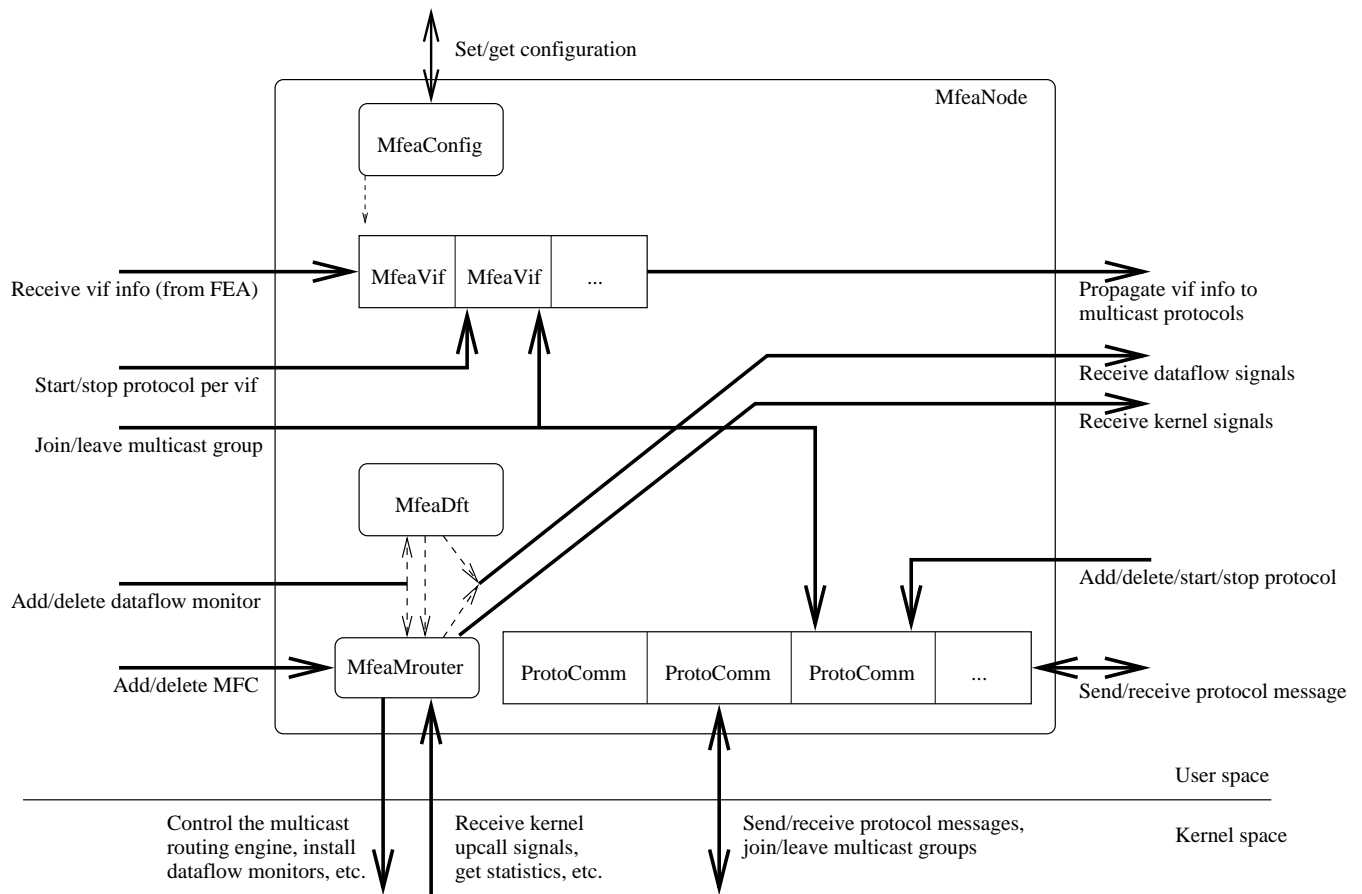 Set/get configuration
MfeaNode
MfeaConfig
MfeaVif
MfeaVif
...
Receive vif info (from FEA)
Propagate vif info to
multicast protocols
Receive dataflow signals
Start/stop protocol per vif
Receive kernel signals
Join/leave multicast group
MfeaDft
Add/delete dataflow monitor
Add/delete/start/stop protocol
MfeaMrouter
ProtoComm
ProtoComm
ProtoComm
...
Add/delete MFC
Send/receive protocol message
User space
Kernel space
Control the multicast
routing engine, install
dataflow monitors, etc.
Receive kernel
upcall signals,
get statistics, etc.
Send/receive protocol messages,
join/leave multicast groups